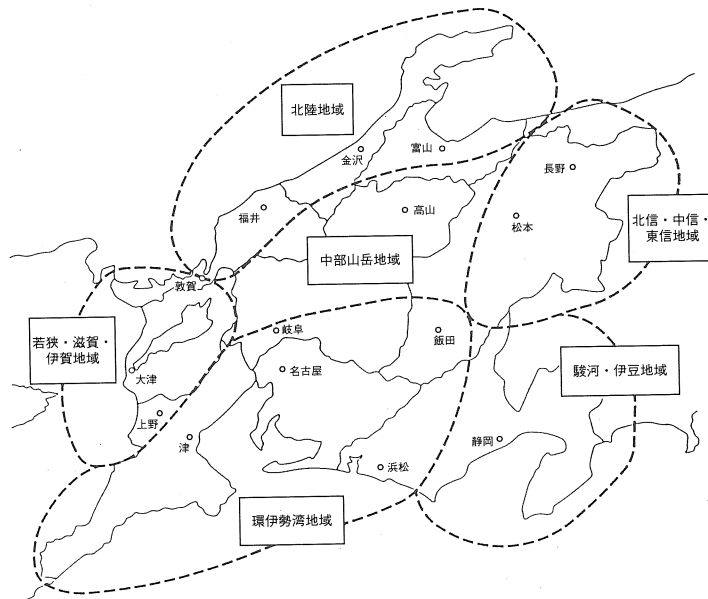 北陸地域
金沢
富山
長野
福井
高山
松本
北信・中信・
東信地域
中部山岳地域
敦賀
岐阜
飯田
若狭・滋賀・
伊賀地域
大津
名古屋
駿河・伊豆地域
上野
津
静岡
浜松
環伊勢湾地域